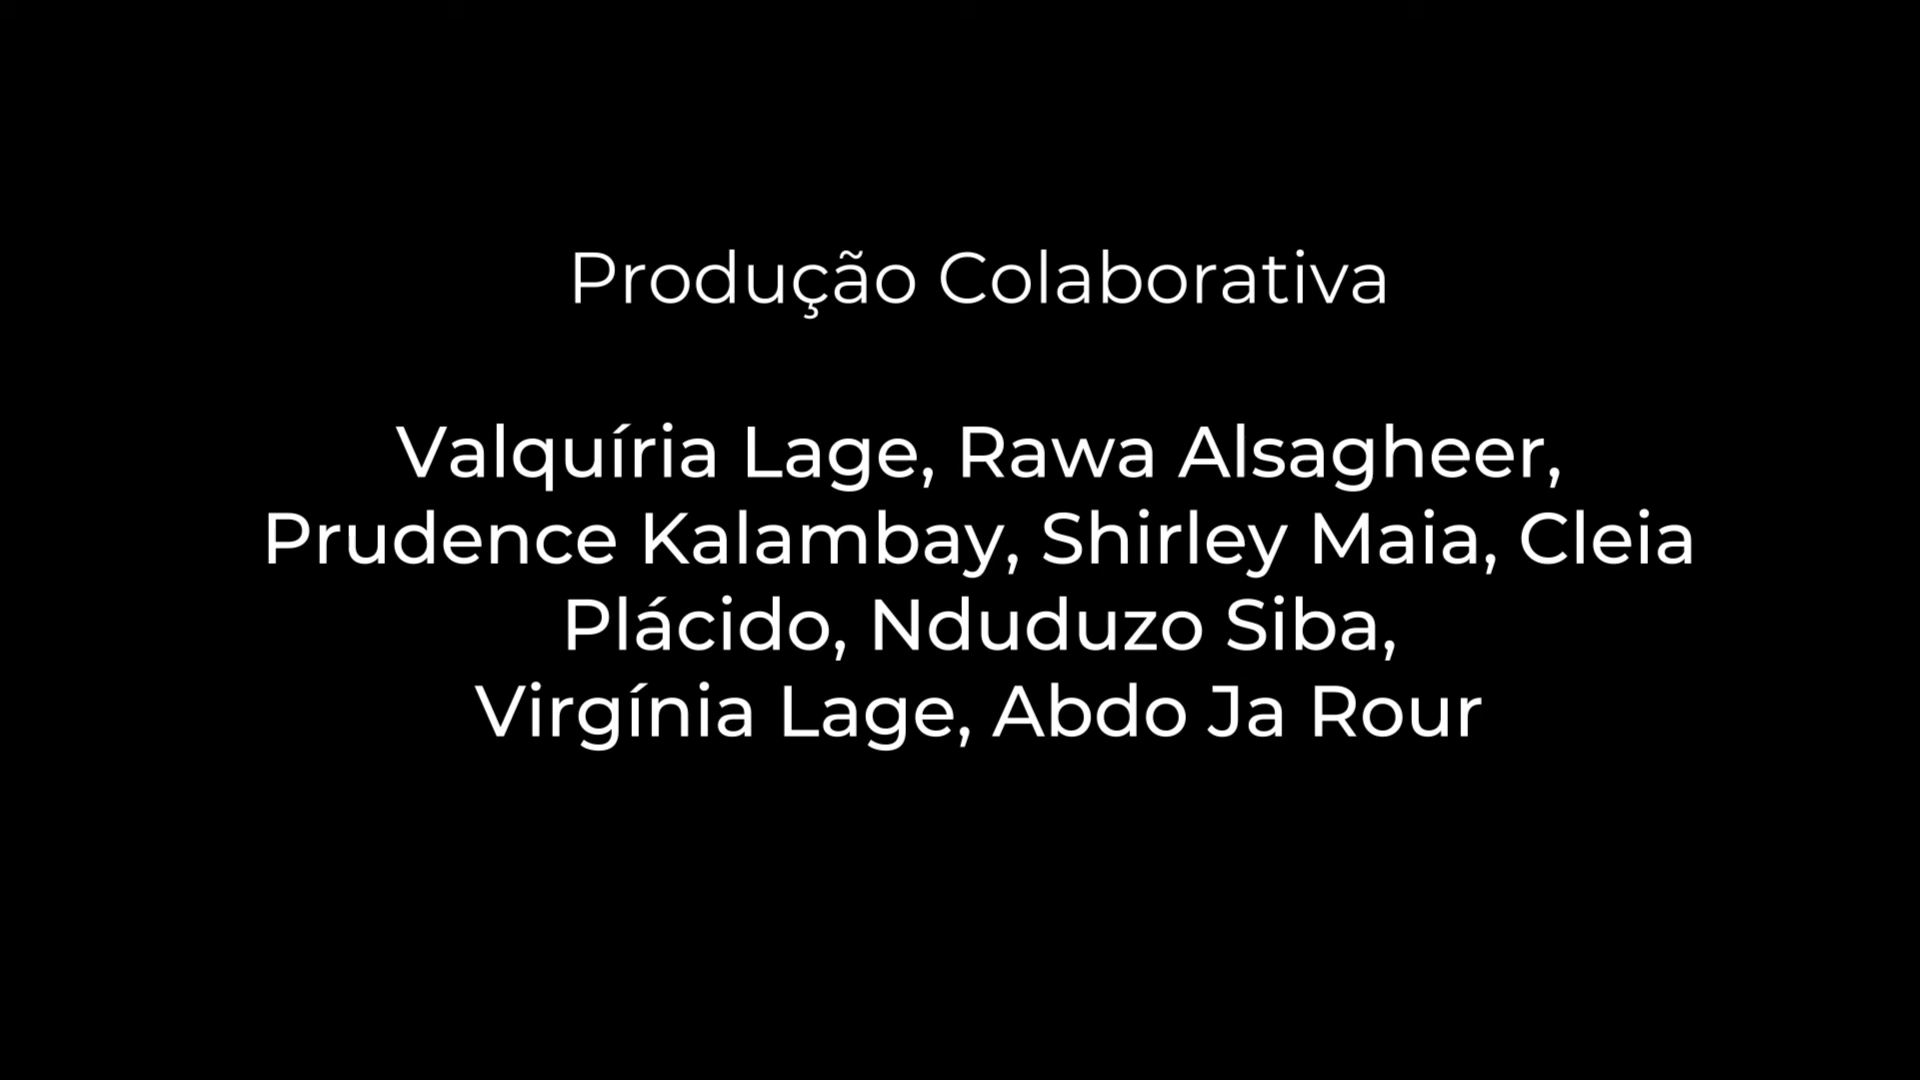 Produção Colaborativa
Valquíria Lage, Rawa Alsagheer,
Prudence Kalambay, Shirley Maia, Cleia
Plácido, Nduduzo Siba,
Virgínia Lage, Abdo Ja Rour